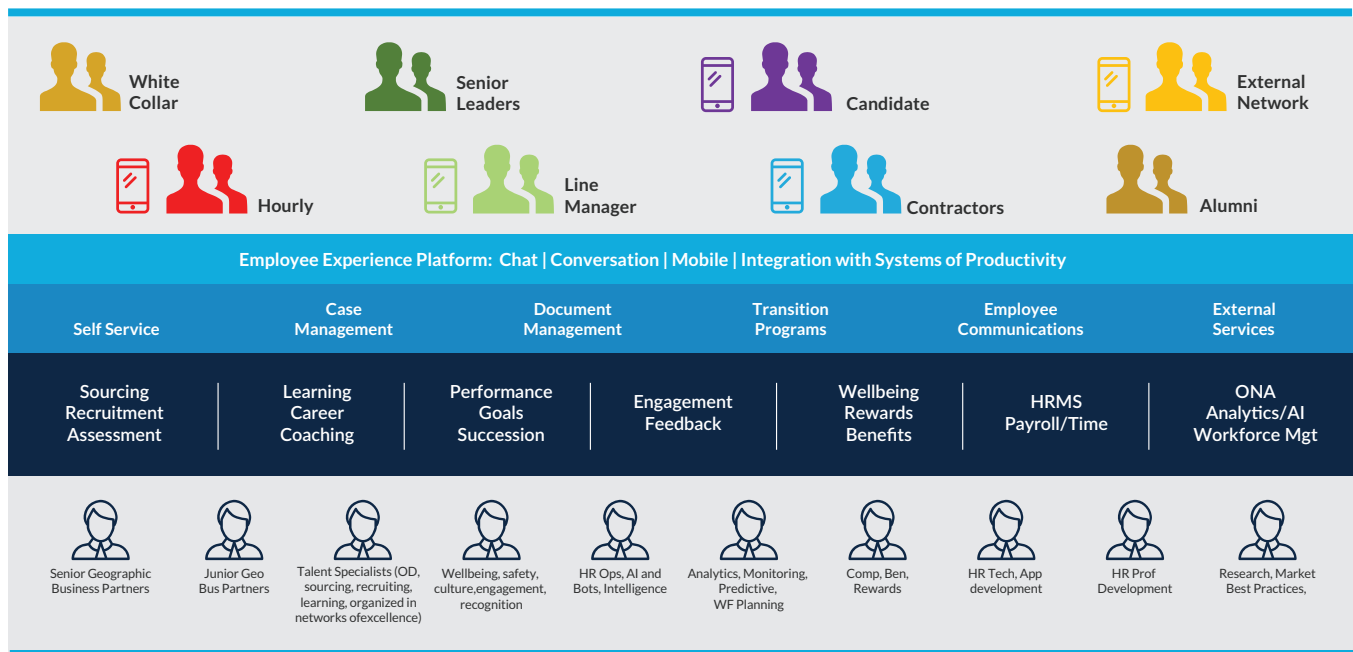 White
Collar
Senior
Leaders
Candidate
External
Network
Hourly
Line
Manager
Contractors
Alumni
Employee Experience Platform: Chat | Conversation | Mobile | Integration with Systems of Productivity
Self Service
Case
Management
Document
Management
Transition
Programs
Employee
Communications
External
Services
Sourcing
Recruitment
Assessment
Learning
Career
Coaching
Performance
Goals
Succession
Engagement
Feedback
Wellbeing
Rewards
Benefits
HRMS
Payroll/Time
ONA
Analytics/AI
Workforce Mgt
Senior Geographic
Business Partners
Junior Geo
Bus Partners
Talent Specialists (OD,
sourcing, recruiting,
learning, organized in
networks ofexcellence)
Wellbeing, safety,
culture,engagement,
recognition
HR Ops, AI and
Bots, Intelligence
Analytics, Monitoring,
Predictive,
WF Planning
Comp, Ben,
Rewards
HR Tech, App
development
HR Prof
Development
Research, Market
Best Practices,